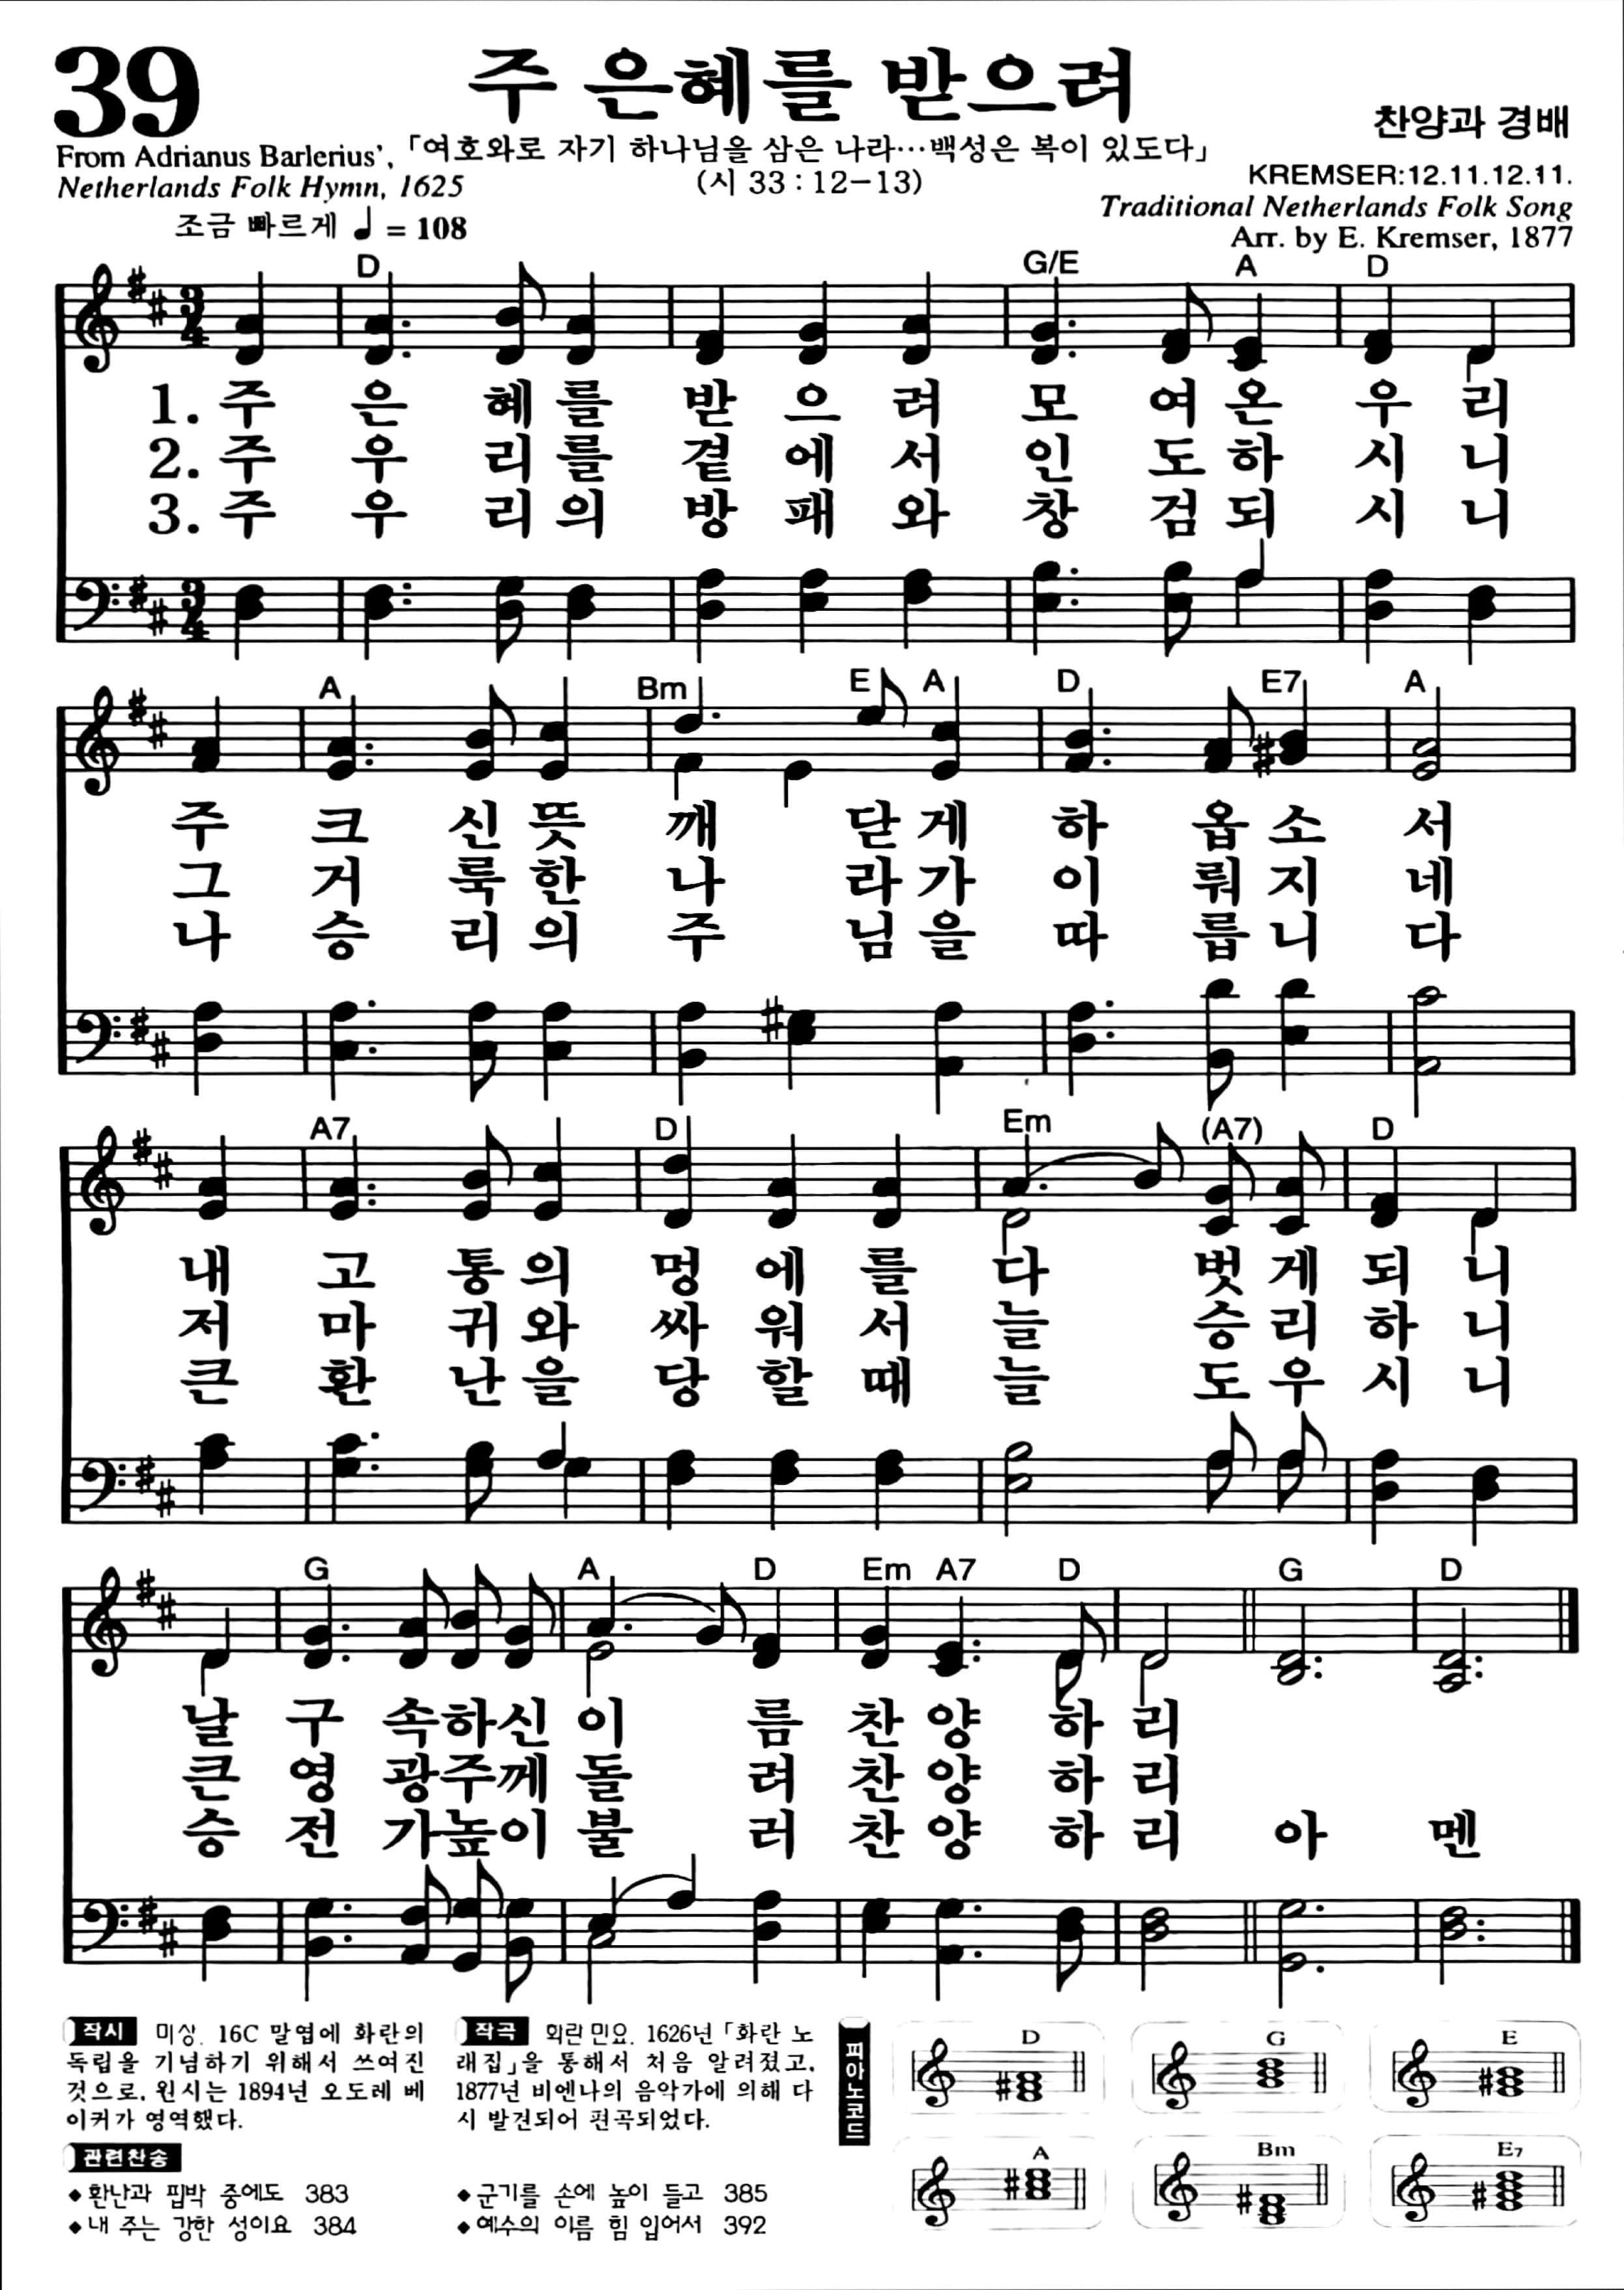 39
주 은혜를 받으려
찬양과 경배
From Adrianus Barlerius', 「여호와로 자기 하나님을 삼은 나라…백성은 복이 있도다」
Netherlands Folk Hymn, 1625
(시 33 : 12-13)
KREMSER:12.11.12.11.
Traditional Netherlands Folk Song
조금 빠르게 ♩ = 108
Arr. by E. Kremser, 1877
D G/E A D
3/4
1. 주 은 혜 를 받 으 려 모 여 온 우 리
2. 주 우 리 를 곁 에 서 인 도 하 시 니
3. 주 우 리 의 방 패 와 창 검 되 시 니
3/4
A Bm E A D E7 A
주 크 신 뜻 깨 닫 게 하 옵 소 서
그 거 룩 한 나 라 가 이 뤄 지 네
나 승 리 의 주 님 을 따 릅 니 다
A7 D Em (A7) D
내 고 통 의 멍 에 를 다 벗 게 되 니
저 마 귀 와 싸 워 서 늘 승 리 하 니
큰 환 난 을 당 할 때 늘 도 우 시 니
G A D Em A7 D G D
날 구 속하신 이 름 찬 양 하 리
큰 영 광주께 돌 려 찬 양 하 리
승 전 가높이 불 러 찬 양 하 리 아 멘
작시 미상. 16C 말엽에 화란의
독립을 기념하기 위해서 쓰여진
것으로, 원시는 1894년 오도레 베
이커가 영역했다.
작곡 화란 민요. 1626년 「화란 노
래집」을 통해서 처음 알려졌고,
1877년 비엔나의 음악가에 의해 다
시 발견되어 편곡되었다.
피아노코드
D G E
A Bm E7
관련찬송
◆환난과 핍박 중에도 383
◆내 주는 강한 성이요 384
◆군기를 손에 높이 들고 385
◆예수의 이름 힘 입어서 392